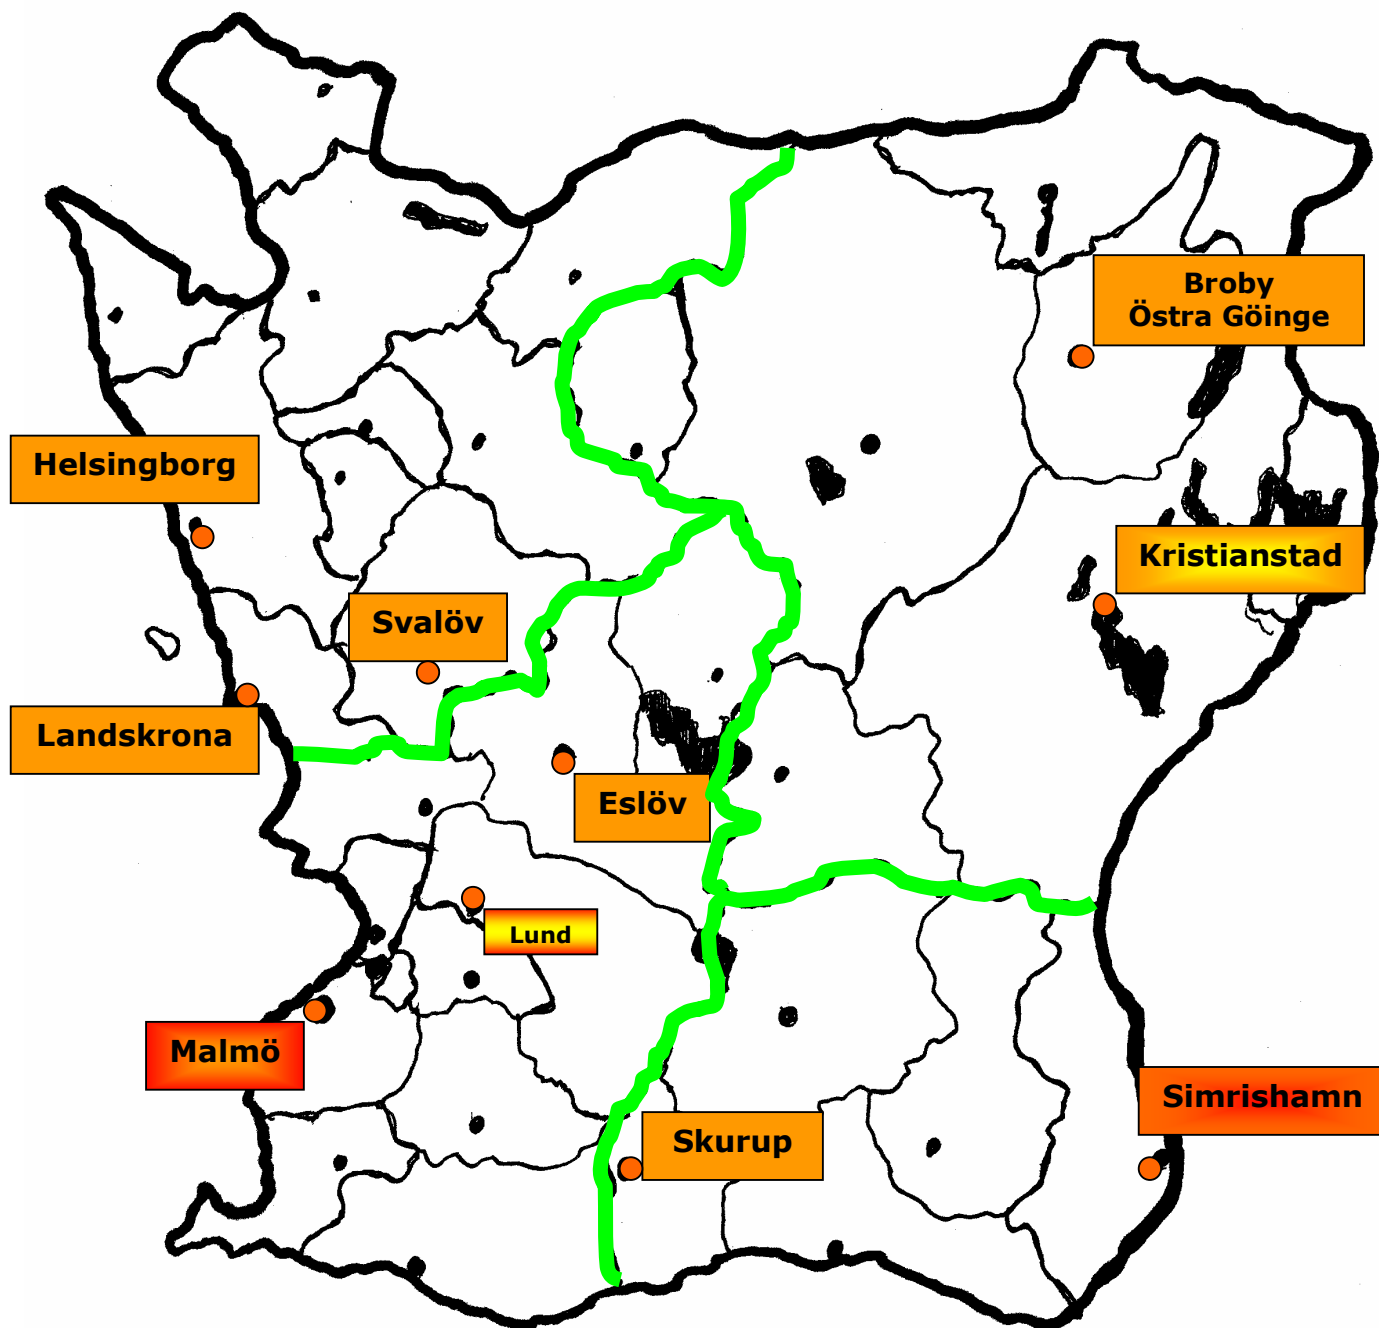 Broby
Östra Göinge
Helsingborg
Kristianstad
Svalöv
Landskrona
Eslöv
Lund
Malmö
Simrishamn
Skurup